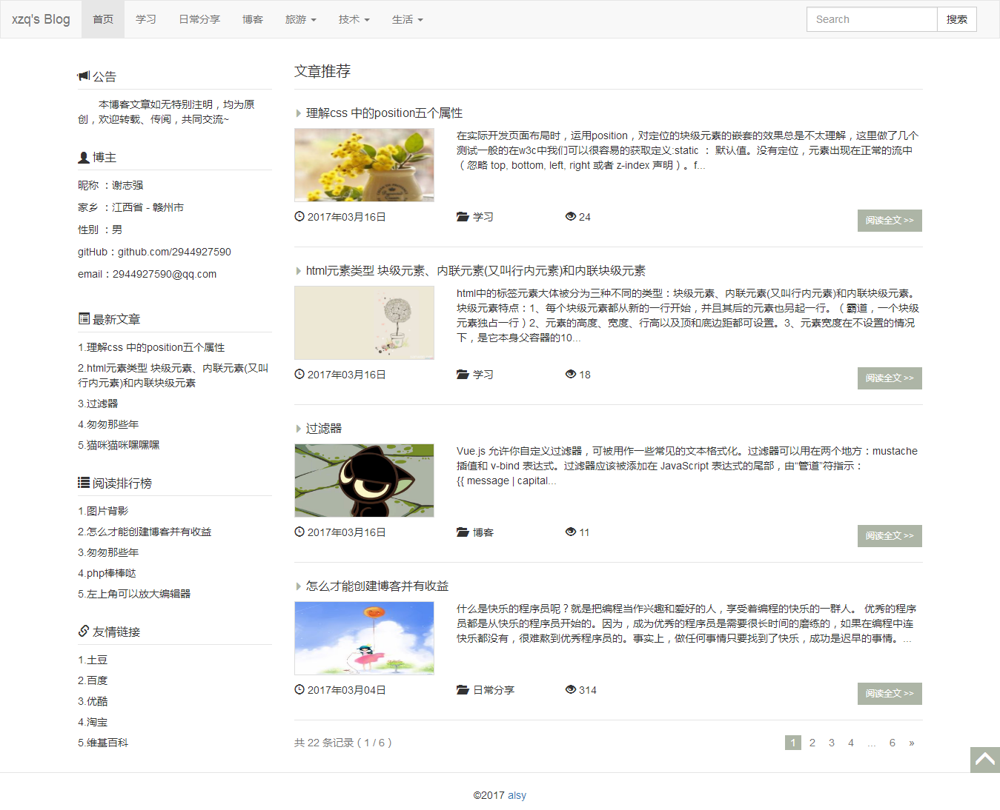 xzq's Blog 首页 学习 日常分享 博客 旅游 技术 生活 Search 搜索
公告
本博客文章如无特别注明，均为原
创，欢迎转载、传阅，共同交流~
博主
昵称 ：谢志强
家乡 ：江西省 - 赣州市
性别 ：男
gitHub：github.com/2944927590
email：2944927590@qq.com
最新文章
1.理解css 中的position五个属性
2.html元素类型 块级元素、内联元素(又叫
行内元素)和内联块级元素
3.过滤器
4.匆匆那些年
5.猫咪猫咪嘿嘿嘿
阅读排行榜
1.图片背影
2.怎么才能创建博客并有收益
3.匆匆那些年
4.php棒棒哒
5.左上角可以放大编辑器
友情链接
1.土豆
2.百度
3.优酷
4.淘宝
5.维基百科
文章推荐
理解css 中的position五个属性
在实际开发页面布局时，运用position，对定位的块级元素的嵌套的效果总是不太理解，这里做了几个
测试一般的在w3c中我们可以很容易的获取定义:static ： 默认值。没有定位，元素出现在正常的流中
（忽略 top, bottom, left, right 或者 z-index 声明）。f...
2017年03月16日 学习 24 阅读全文 >>
html元素类型 块级元素、内联元素(又叫行内元素)和内联块级元素
html中的标签元素大体被分为三种不同的类型：块级元素、内联元素(又叫行内元素)和内联块级元素。
块级元素特点：1、每个块级元素都从新的一行开始，并且其后的元素也另起一行。（霸道，一个块级
元素独占一行）2、元素的高度、宽度、行高以及顶和底边距都可设置。3、元素宽度在不设置的情况
下，是它本身父容器的10...
2017年03月16日 学习 18 阅读全文 >>
过滤器
Vue.js 允许你自定义过滤器，可被用作一些常见的文本格式化。过滤器可以用在两个地方：mustache
插值和 v-bind 表达式。过滤器应该被添加在 JavaScript 表达式的尾部，由“管道”符指示：
{{ message | capital...
2017年03月16日 博客 11 阅读全文 >>
怎么才能创建博客并有收益
什么是快乐的程序员呢？就是把编程当作兴趣和爱好的人，享受着编程的快乐的一群人。 优秀的程序
员都是从快乐的程序员开始的。因为，成为优秀的程序员是需要很长时间的磨练的，如果在编程中连
快乐都没有，很难熬到优秀程序员的。事实上，做任何事情只要找到了快乐，成功是迟早的事情。...
2017年03月04日 日常分享 314 阅读全文 >>
共 22 条记录（ 1 / 6 ） 1 2 3 4 ... 6 »
©2017 alsy